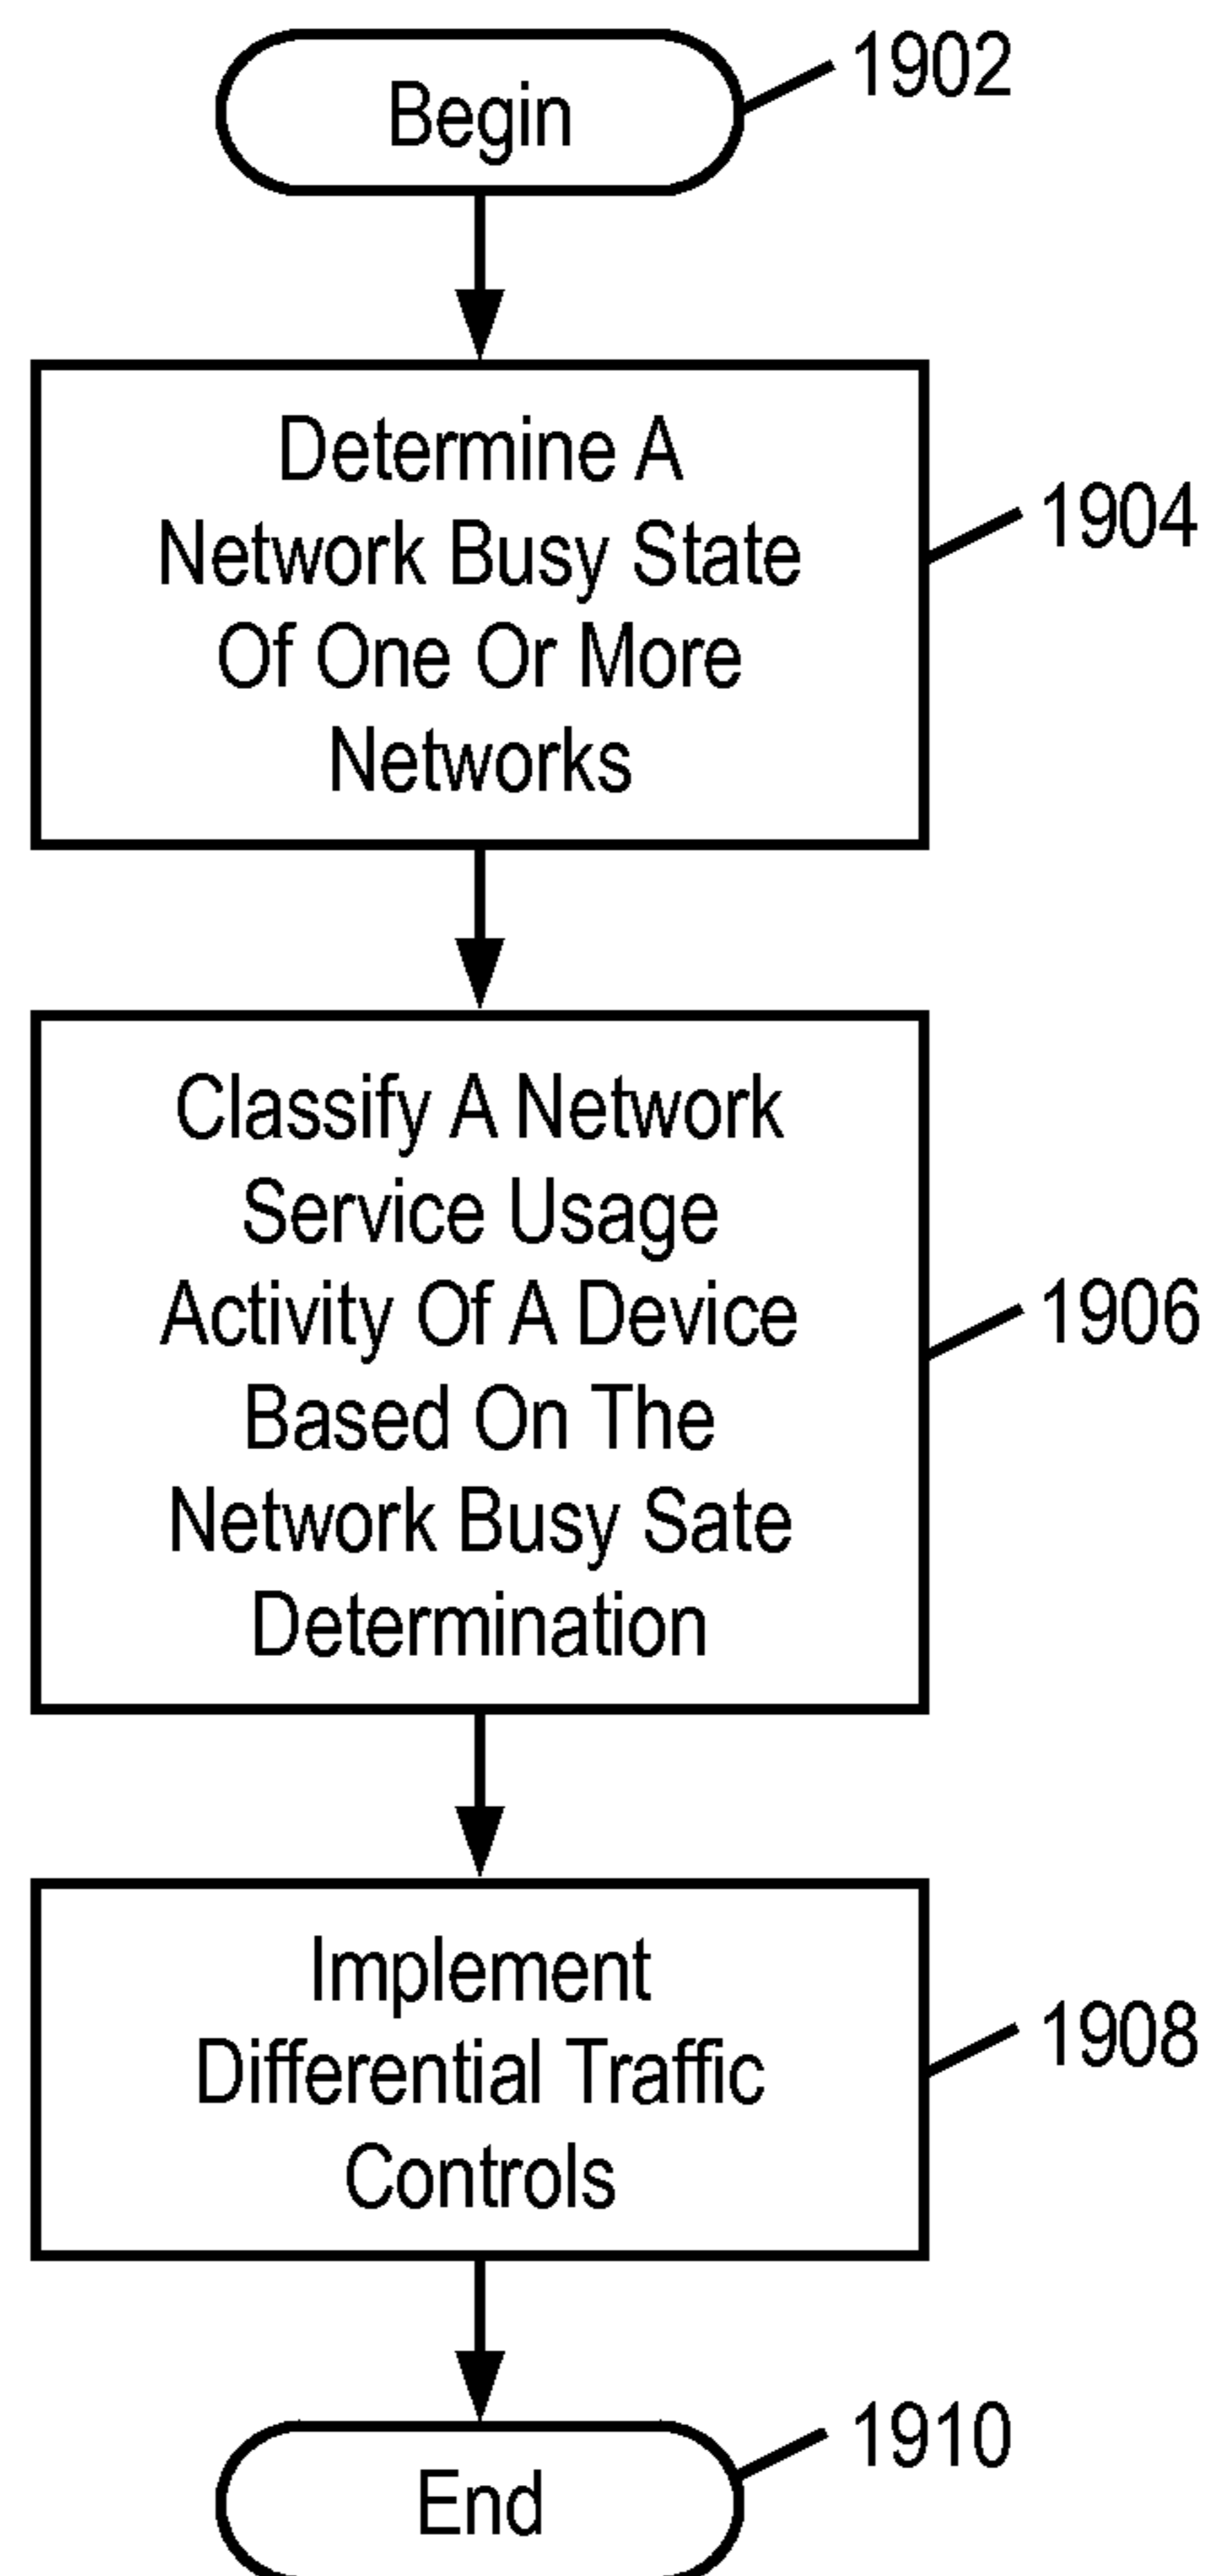 Begin
1902
Determine A
Network Busy State
Of One Or More
Networks
1904
Classify A Network
Service Usage
Activity Of A Device
Based On The
Network Busy Sate
Determination
1906
Implement
Differential Traffic
Controls
1908
End
1910